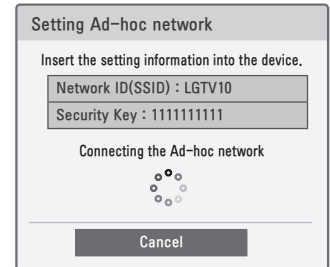 Setting Ad-hoc network
Insert the setting information into the device.
Network ID(SSID) : LGTV10
Security Key : 1111111111
Connecting the Ad-hoc network
Cancel